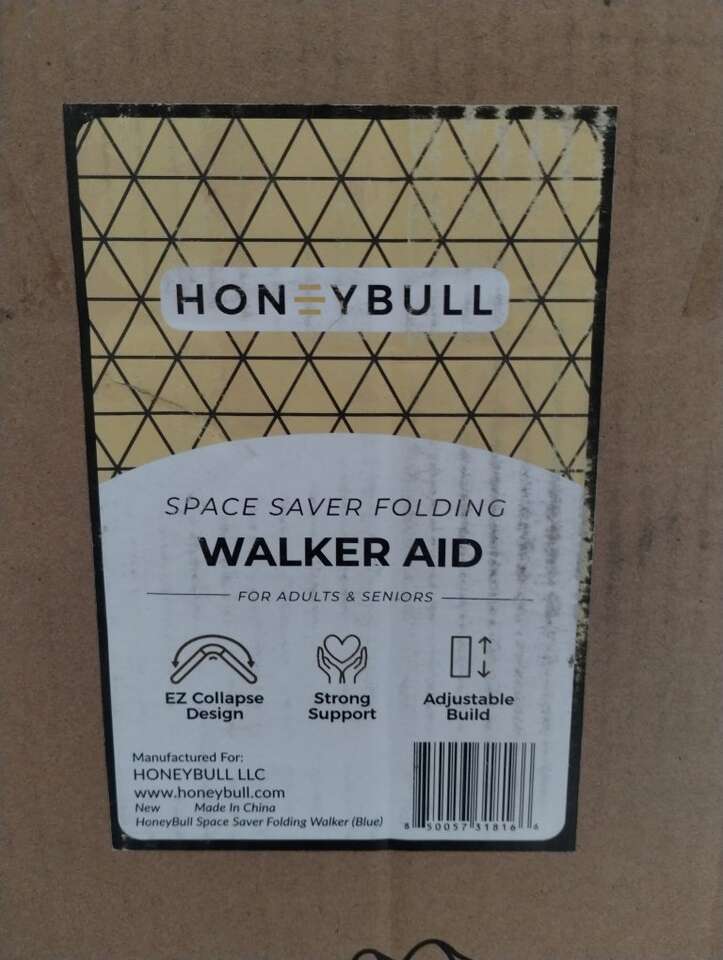 HONEYBULL
SPACE SAVER FOLDING
WALKER AID
FOR ADULTS & SENIORS
EZ Collapse Design
Strong Support
Adjustable Build
Manufactured For:
HONEYBULL LLC
www.honeybull.com
New Made In China
HoneyBull Space Saver Folding Walker (Blue)
8 50057 31816 6